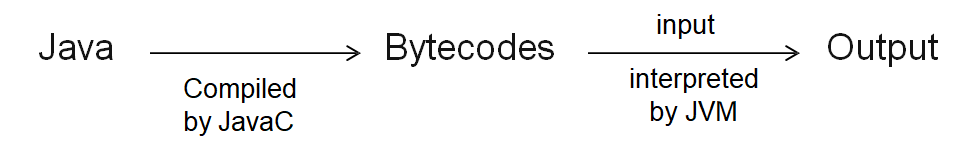 Java
Compiled
by JavaC
Bytecodes
input
interpreted
by JVM
Output